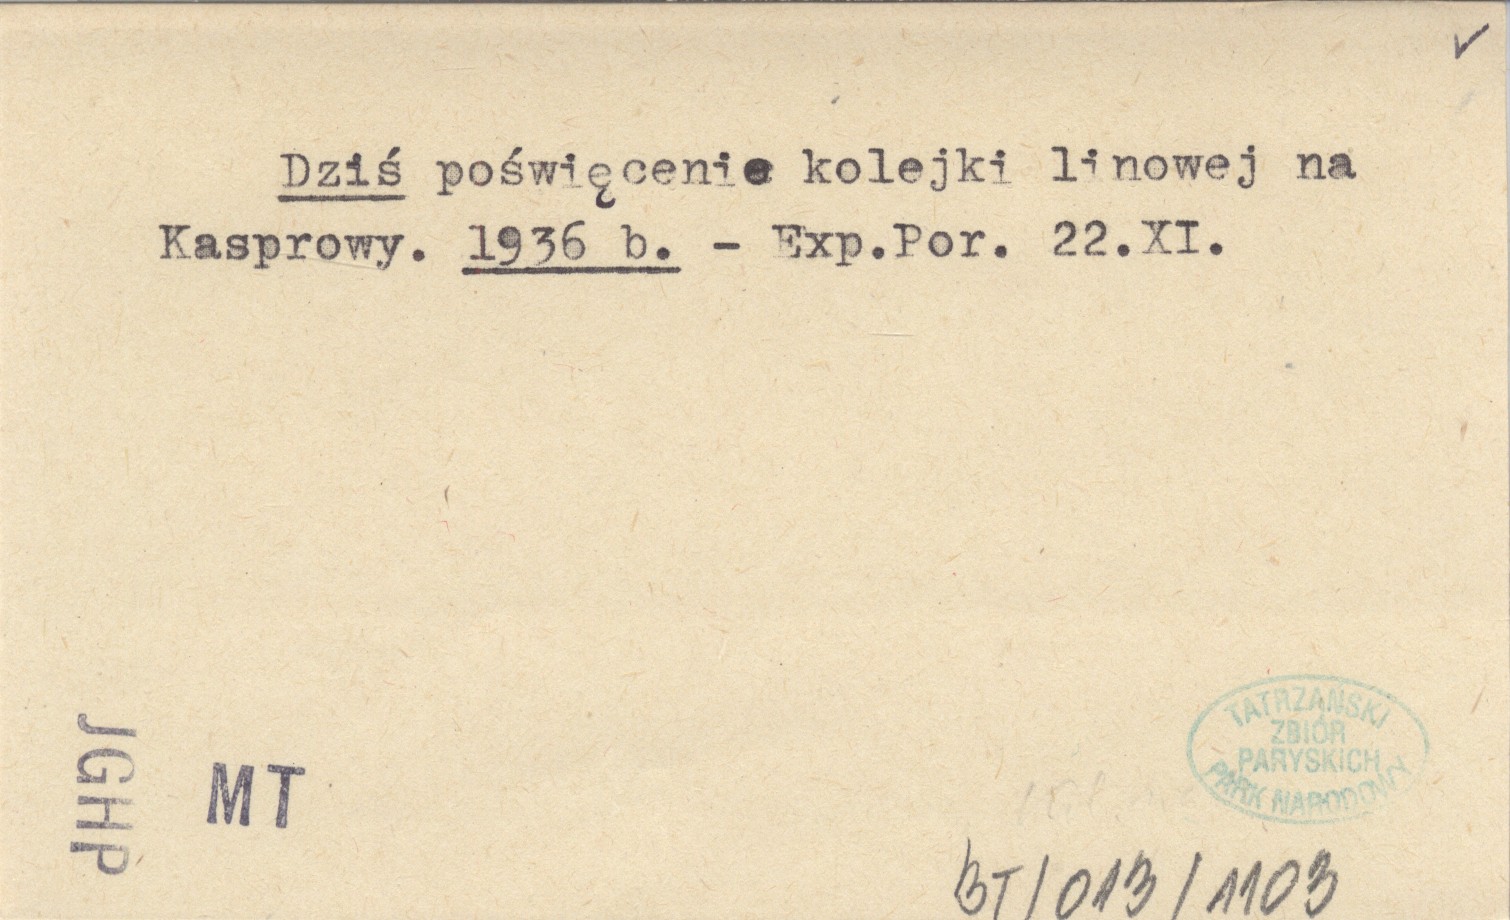 Dziś poświęcenie kolejki linowej na
Kasprowy. 1936 b. - Exp.Por. 22.XI.
JGHP
MT
TATRZAŃSKI
ZBIÓR
PARYSKICH
PARK NARODOWY
BT/013/1103